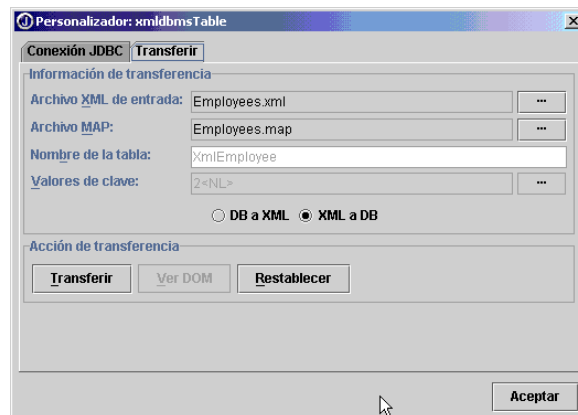 Personalizador: xmldbmsTable
Conexión JDBC Transferir
Información de transferencia
Archivo XML de entrada: Employees.xml ...
Archivo MAP: Employees.map ...
Nombre de la tabla: XmlEmployee
Valores de clave: 2<NL> ...
DB a XML XML a DB
Acción de transferencia
Transferir Ver DOM Restablecer
Aceptar